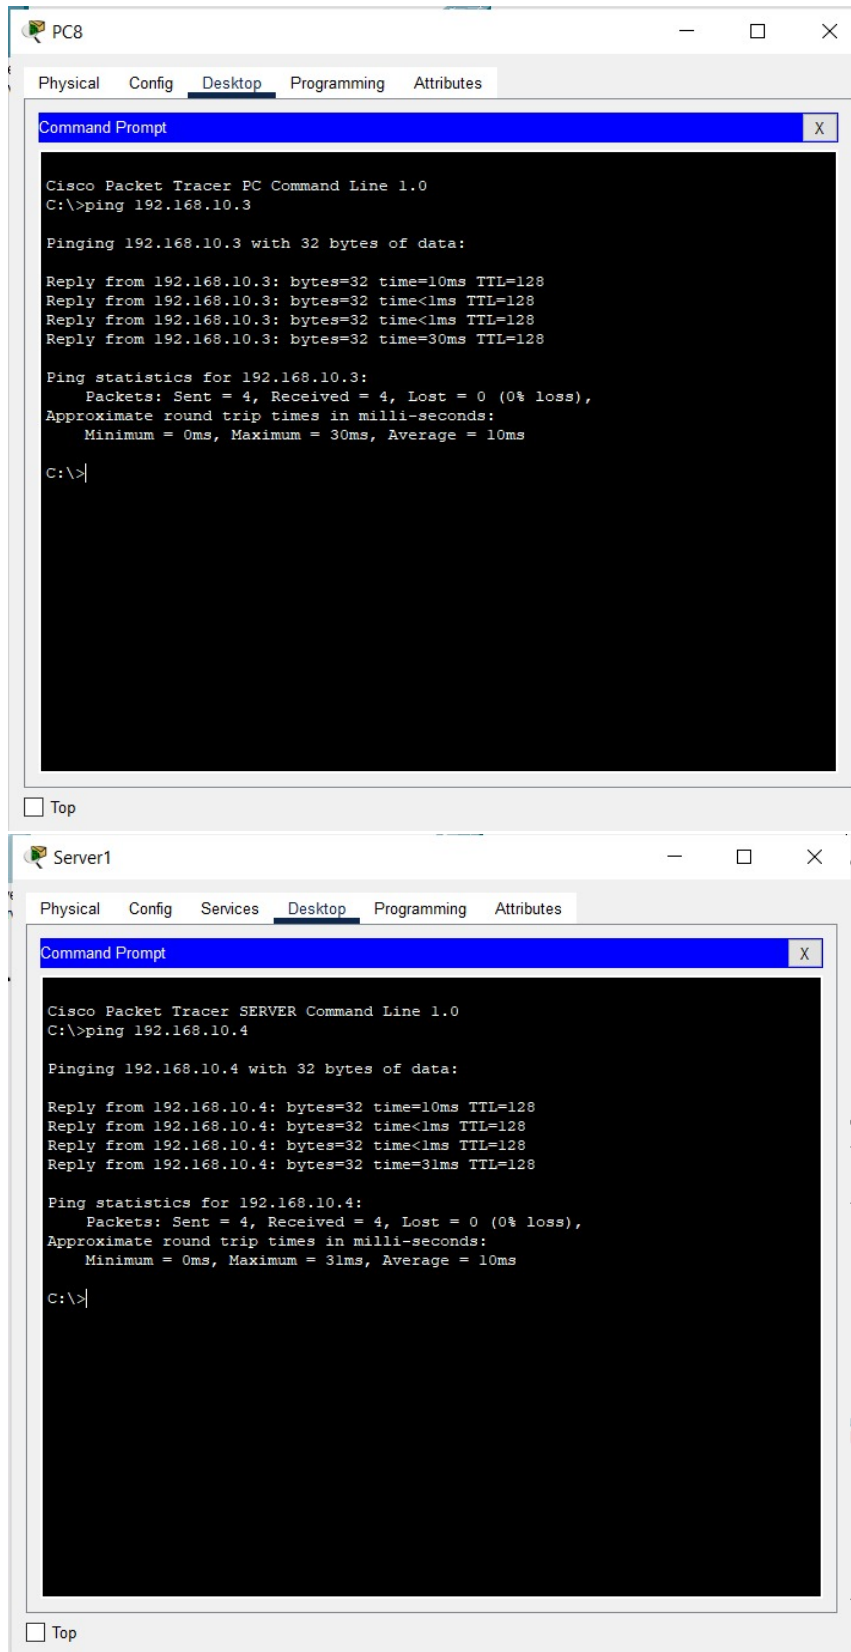 PC8
Physical Config Desktop Programming Attributes
Command Prompt
X
Cisco Packet Tracer PC Command Line 1.0
C:\>ping 192.168.10.3
Pinging 192.168.10.3 with 32 bytes of data:
Reply from 192.168.10.3: bytes=32 time=10ms TTL=128
Reply from 192.168.10.3: bytes=32 time<1ms TTL=128
Reply from 192.168.10.3: bytes=32 time<1ms TTL=128
Reply from 192.168.10.3: bytes=32 time=30ms TTL=128
Ping statistics for 192.168.10.3:
Packets: Sent = 4, Received = 4, Lost = 0 (0% loss),
Approximate round trip times in milli-seconds:
Minimum = 0ms, Maximum = 30ms, Average = 10ms
C:\>
Top
Server1
Physical Config Services Desktop Programming Attributes
Command Prompt
X
Cisco Packet Tracer SERVER Command Line 1.0
C:\>ping 192.168.10.4
Pinging 192.168.10.4 with 32 bytes of data:
Reply from 192.168.10.4: bytes=32 time=10ms TTL=128
Reply from 192.168.10.4: bytes=32 time<1ms TTL=128
Reply from 192.168.10.4: bytes=32 time<1ms TTL=128
Reply from 192.168.10.4: bytes=32 time=31ms TTL=128
Ping statistics for 192.168.10.4:
Packets: Sent = 4, Received = 4, Lost = 0 (0% loss),
Approximate round trip times in milli-seconds:
Minimum = 0ms, Maximum = 31ms, Average = 10ms
C:\>
Top